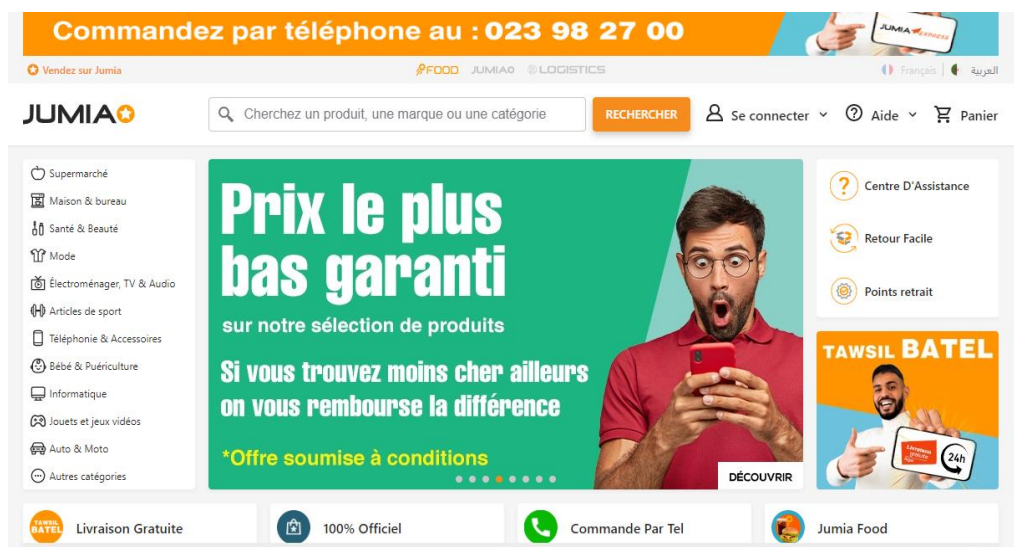 Commandez par téléphone au : 023 98 27 00
JUMIA EXPRESS
Vendez sur Jumia
FOOD JUMIA LOGISTICS
Français العربية
JUMIA
Cherchez un produit, une marque ou une catégorie
RECHERCHER
Se connecter
Aide
Panier
Supermarché
Maison & bureau
Santé & Beauté
Mode
Électroménager, TV & Audio
Articles de sport
Téléphonie & Accessoires
Bébé & Puériculture
Informatique
Jouets et jeux vidéos
Auto & Moto
Autres catégories
Prix le plus
bas garanti
sur notre sélection de produits
Si vous trouvez moins cher ailleurs
on vous rembourse la différence
*Offre soumise à conditions
DÉCOUVRIR
Centre D'Assistance
Retour Facile
Points retrait
TAWSIL BATEL
Livraison
gratuite
24h
TAWSIL
BATEL
Livraison Gratuite
100% Officiel
Commande Par Tel
Jumia Food